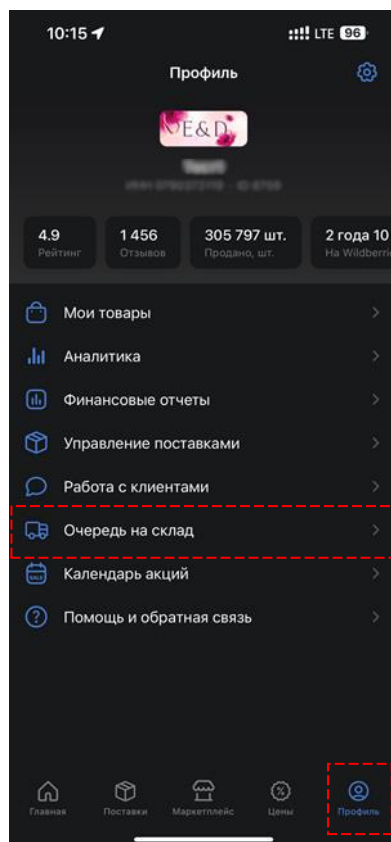 10:15 LTE 96
Профиль
E&D
4.9 1 456 305 797 шт. 2 года 10
Рейтинг Отзывов Продано, шт. На Wildberri
Мои товары
Аналитика
Финансовые отчеты
Управление поставками
Работа с клиентами
Очередь на склад
SALE Календарь акций
Помощь и обратная связь
Главная Поставки Маркетплейс Цены Профиль